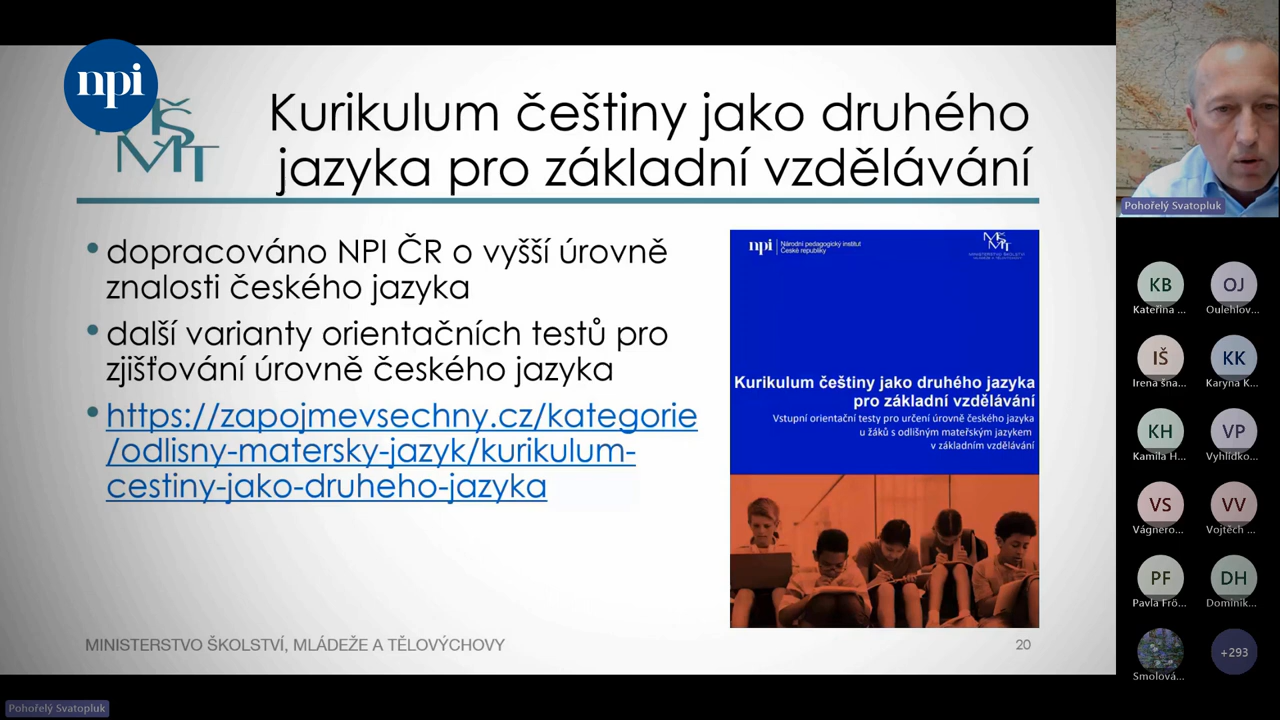 npi
MŠMT
Kurikulum češtiny jako druhého
jazyka pro základní vzdělávání
dopracováno NPI ČR o vyšší úrovně
znalosti českého jazyka
další varianty orientačních testů pro
zjišťování úrovně českého jazyka
https://zapojmevsechny.cz/kategorie
/odlisny-matersky-jazyk/kurikulum-
cestiny-jako-druheho-jazyka
npi
Národní pedagogický institut
České republiky
MŠMT
MINISTERSTVO ŠKOLSTVÍ
Kurikulum češtiny jako druhého jazyka
pro základní vzdělávání
Vstupní orientační testy pro určení úrovně českého jazyka
u žáků s odlišným mateřským jazykem
v základním vzdělávání
MINISTERSTVO ŠKOLSTVÍ, MLÁDEŽE A TĚLOVÝCHOVY
20
Pohořelý Svatopluk
KB
OJ
Kateřina ...
Oulehlov...
IŠ
KK
Irena šna...
Karyna K...
KH
VP
Kamila H...
Vyhlídko...
VS
VV
Vágnero...
Vojtěch ...
PF
DH
Pavla Frö...
Dominik...
Smolová...
+293
Pohořelý Svatopluk